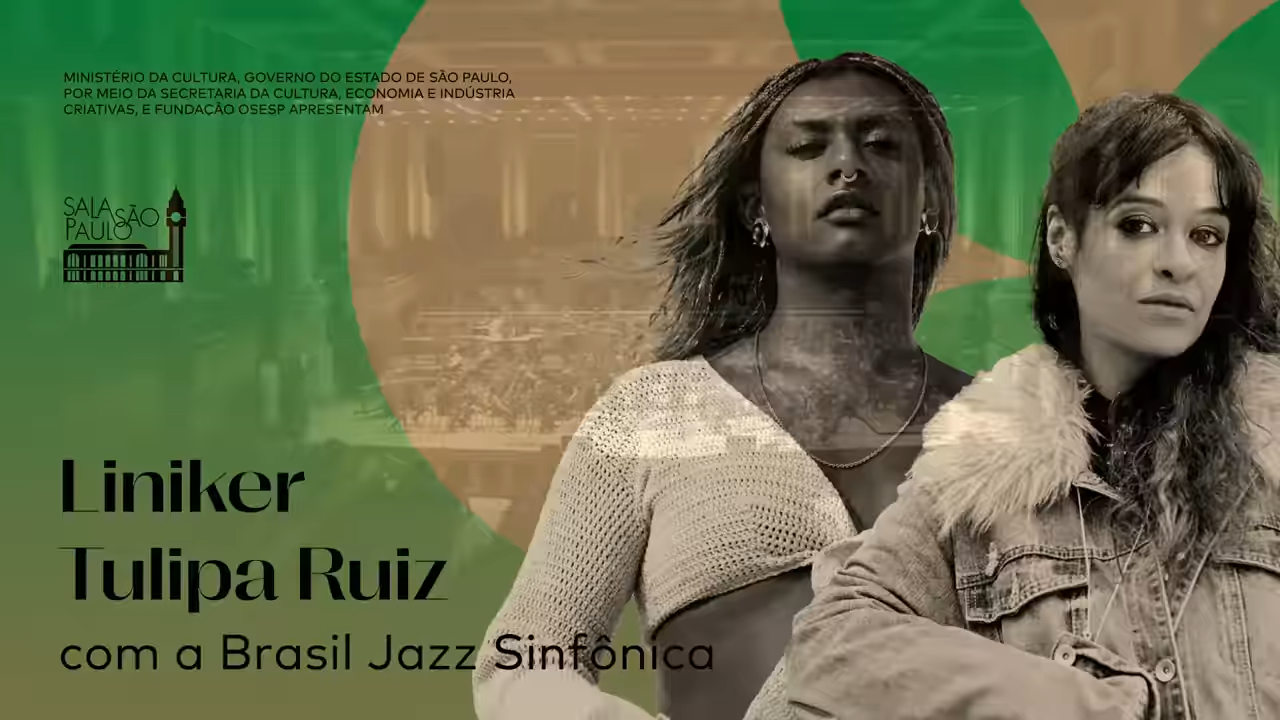 MINISTÉRIO DA CULTURA, GOVERNO DO ESTADO DE SÃO PAULO,
POR MEIO DA SECRETARIA DA CULTURA, ECONOMIA E INDÚSTRIA
CRIATIVAS, E FUNDAÇÃO OSESP APRESENTAM
SALA SÃO
PAULO
Liniker
Tulipa Ruiz
com a Brasil Jazz Sinfônica